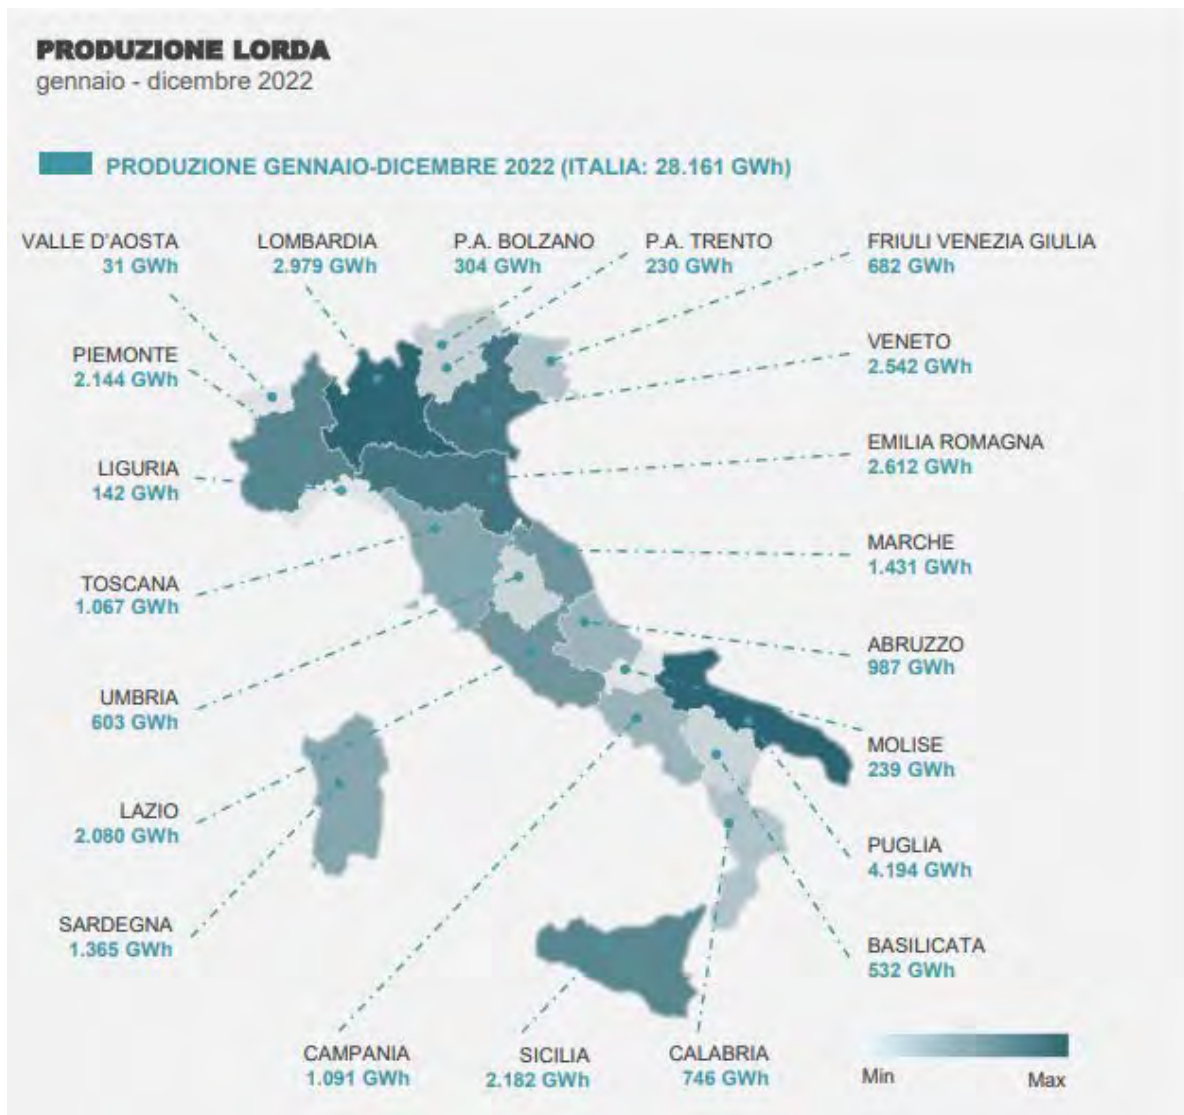 PRODUZIONE LORDA
gennaio - dicembre 2022
PRODUZIONE GENNAIO-DICEMBRE 2022 (ITALIA: 28.161 GWh)
VALLE D'AOSTA
31 GWh
LOMBARDIA
2.979 GWh
P.A. BOLZANO
304 GWh
P.A. TRENTO
230 GWh
FRIULI VENEZIA GIULIA
682 GWh
PIEMONTE
2.144 GWh
VENETO
2.542 GWh
LIGURIA
142 GWh
EMILIA ROMAGNA
2.612 GWh
TOSCANA
1.067 GWh
MARCHE
1.431 GWh
UMBRIA
603 GWh
ABRUZZO
987 GWh
LAZIO
2.080 GWh
MOLISE
239 GWh
SARDEGNA
1.365 GWh
PUGLIA
4.194 GWh
BASILICATA
532 GWh
CAMPANIA
1.091 GWh
SICILIA
2.182 GWh
CALABRIA
746 GWh
Min
Max